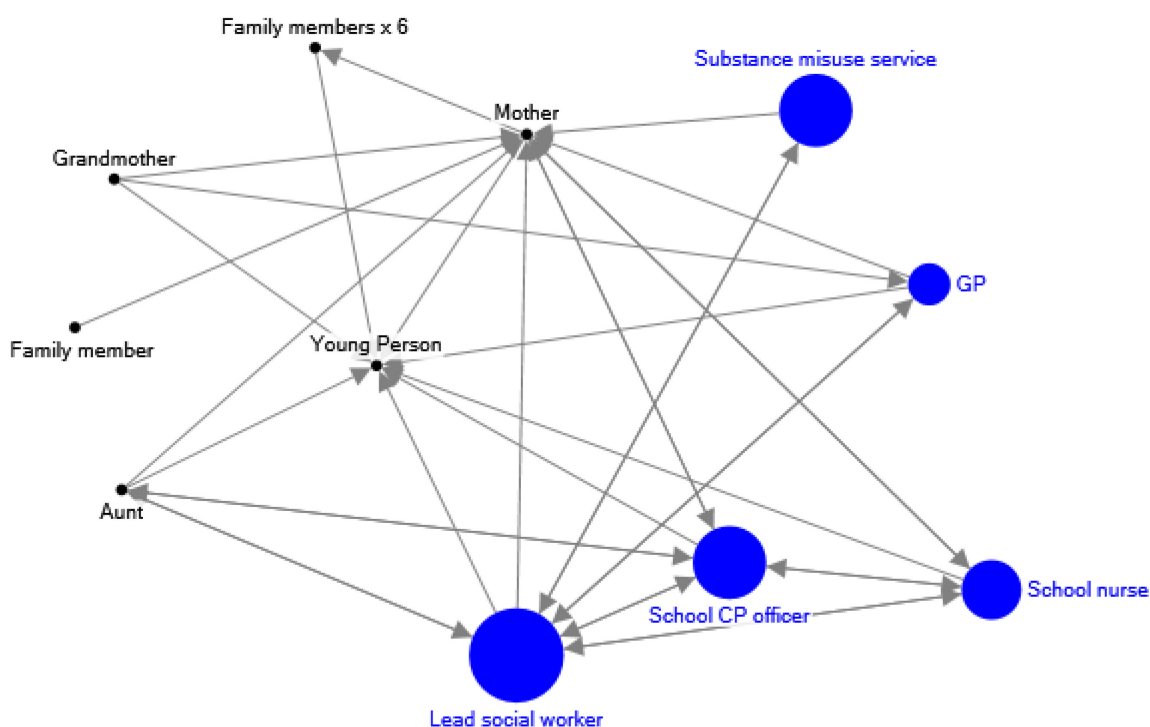 Family members x 6
Substance misuse service
Mother
Grandmother
GP
Young Person
Family member
Aunt
School nurse
School CP officer
Lead social worker